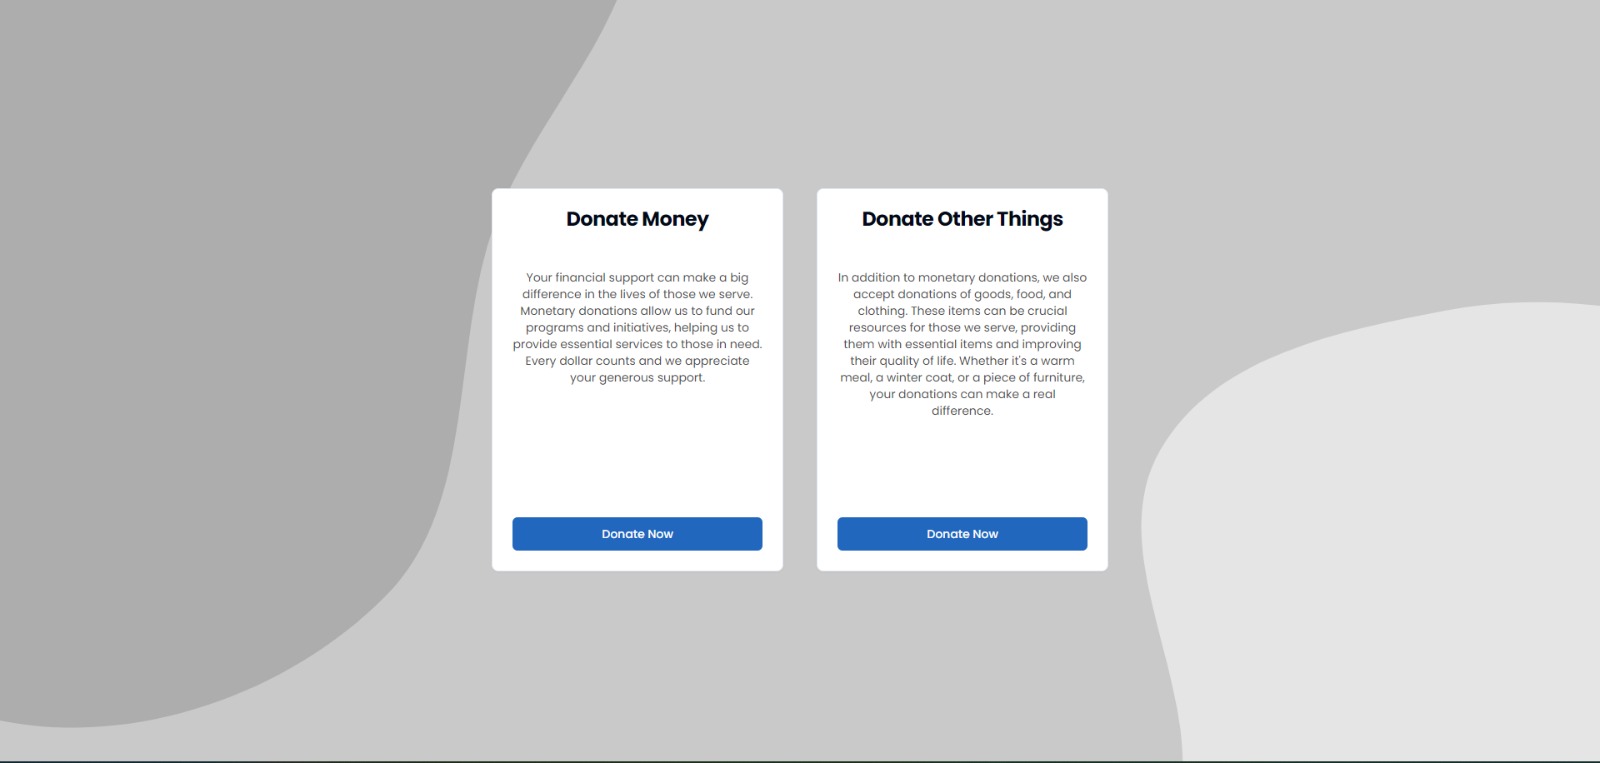 Donate Money
Your financial support can make a big
difference in the lives of those we serve.
Monetary donations allow us to fund our
programs and initiatives, helping us to
provide essential services to those in need.
Every dollar counts and we appreciate
your generous support.
Donate Now
Donate Other Things
In addition to monetary donations, we also
accept donations of goods, food, and
clothing. These items can be crucial
resources for those we serve, providing
them with essential items and improving
their quality of life. Whether it's a warm
meal, a winter coat, or a piece of furniture,
your donations can make a real
difference.
Donate Now